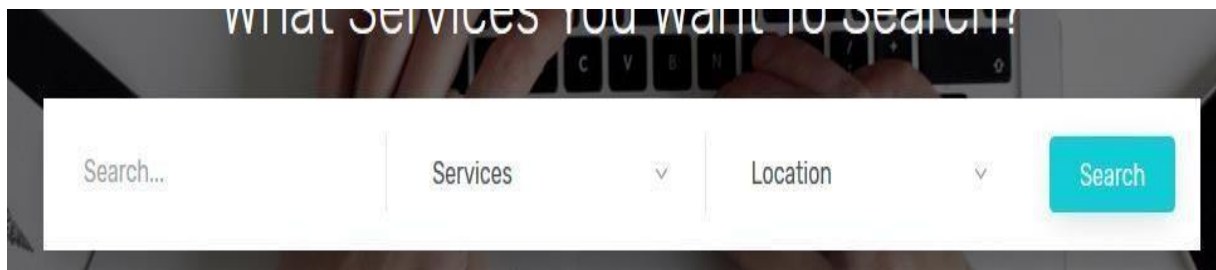 What Services You Want To Search?
C V B N
Search... Services Location Search